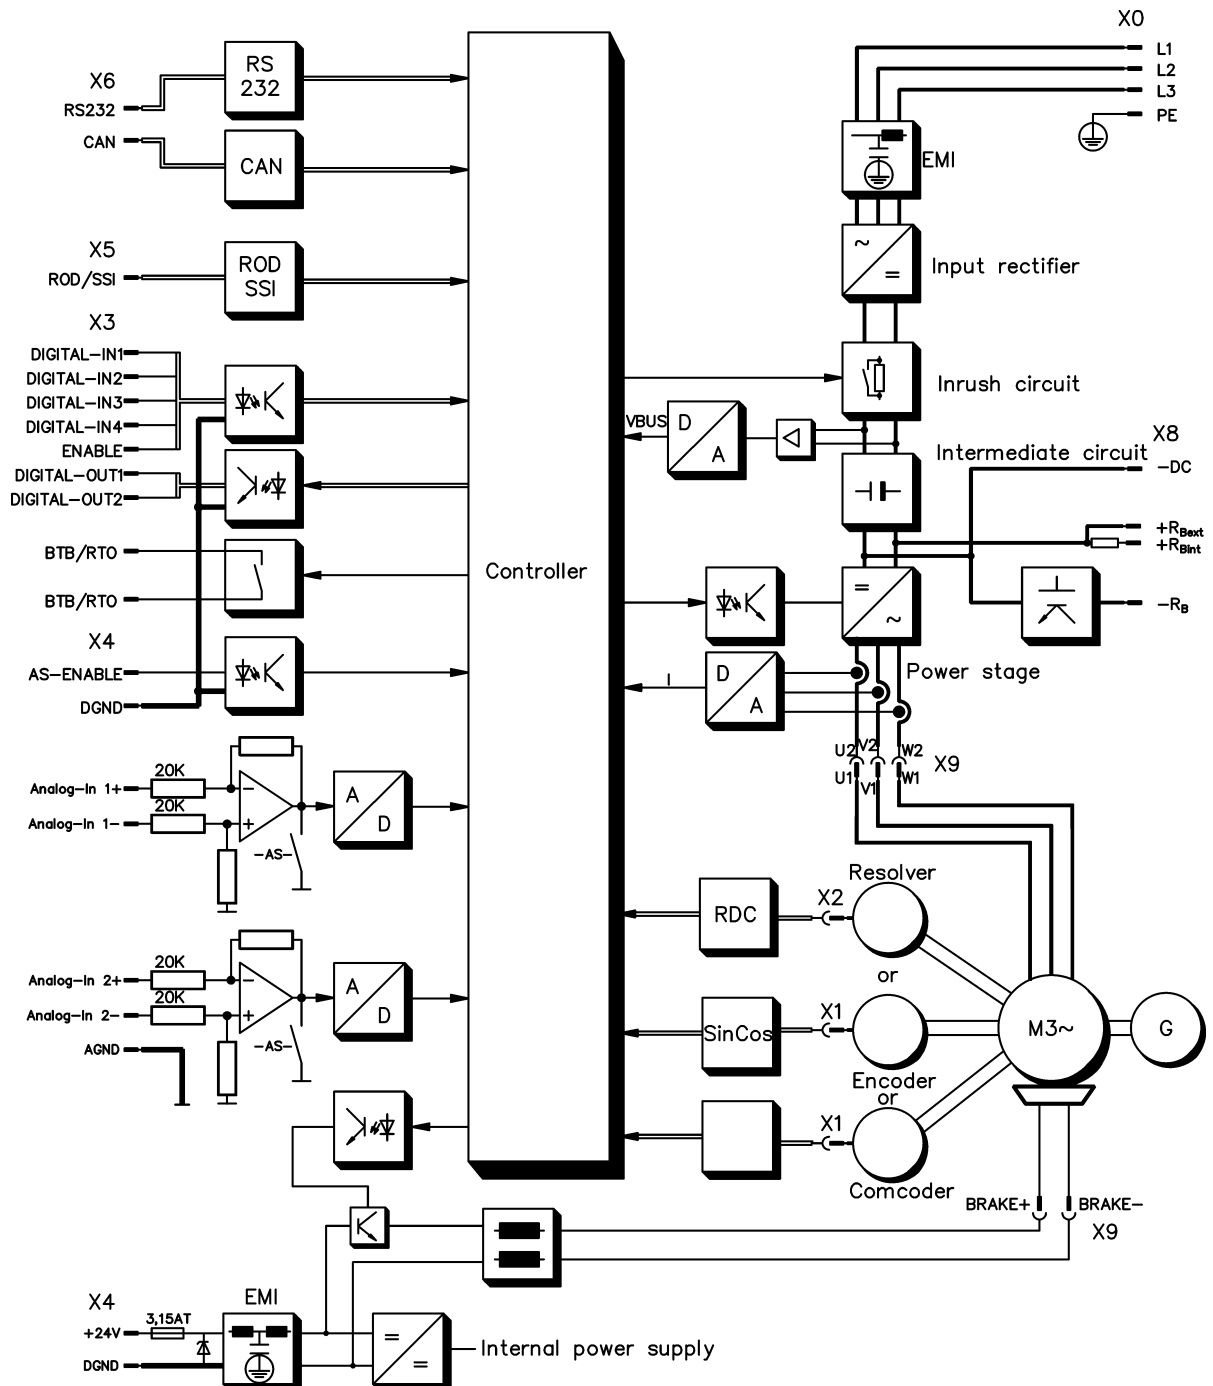 X6
RS232
CAN
RS
232
CAN
X5
ROD/SSI
ROD
SSI
X3
DIGITAL-IN1
DIGITAL-IN2
DIGITAL-IN3
DIGITAL-IN4
ENABLE
DIGITAL-OUT1
DIGITAL-OUT2
BTB/RTO
BTB/RTO
X4
AS-ENABLE
DGND
Analog-In 1+
20K
Analog-In 1-
20K
-
+
-AS-
A
D
Analog-In 2+
20K
Analog-In 2-
20K
-
+
-AS-
A
D
AGND
Controller
X0
L1
L2
L3
PE
EMI
~
=
Input rectifier
Inrush circuit
VBUS
D
A
Intermediate circuit
X8
-DC
+RBext
+RBint
-RB
=
~
Power stage
I
D
A
U2
V2
W2
X9
U1
V1
W1
Resolver
RDC
X2
or
SinCos
X1
Encoder
or
X1
Comcoder
M3~
G
BRAKE+
BRAKE-
X9
X4
EMI
+24V
3,15AT
DGND
=
=
Internal power supply